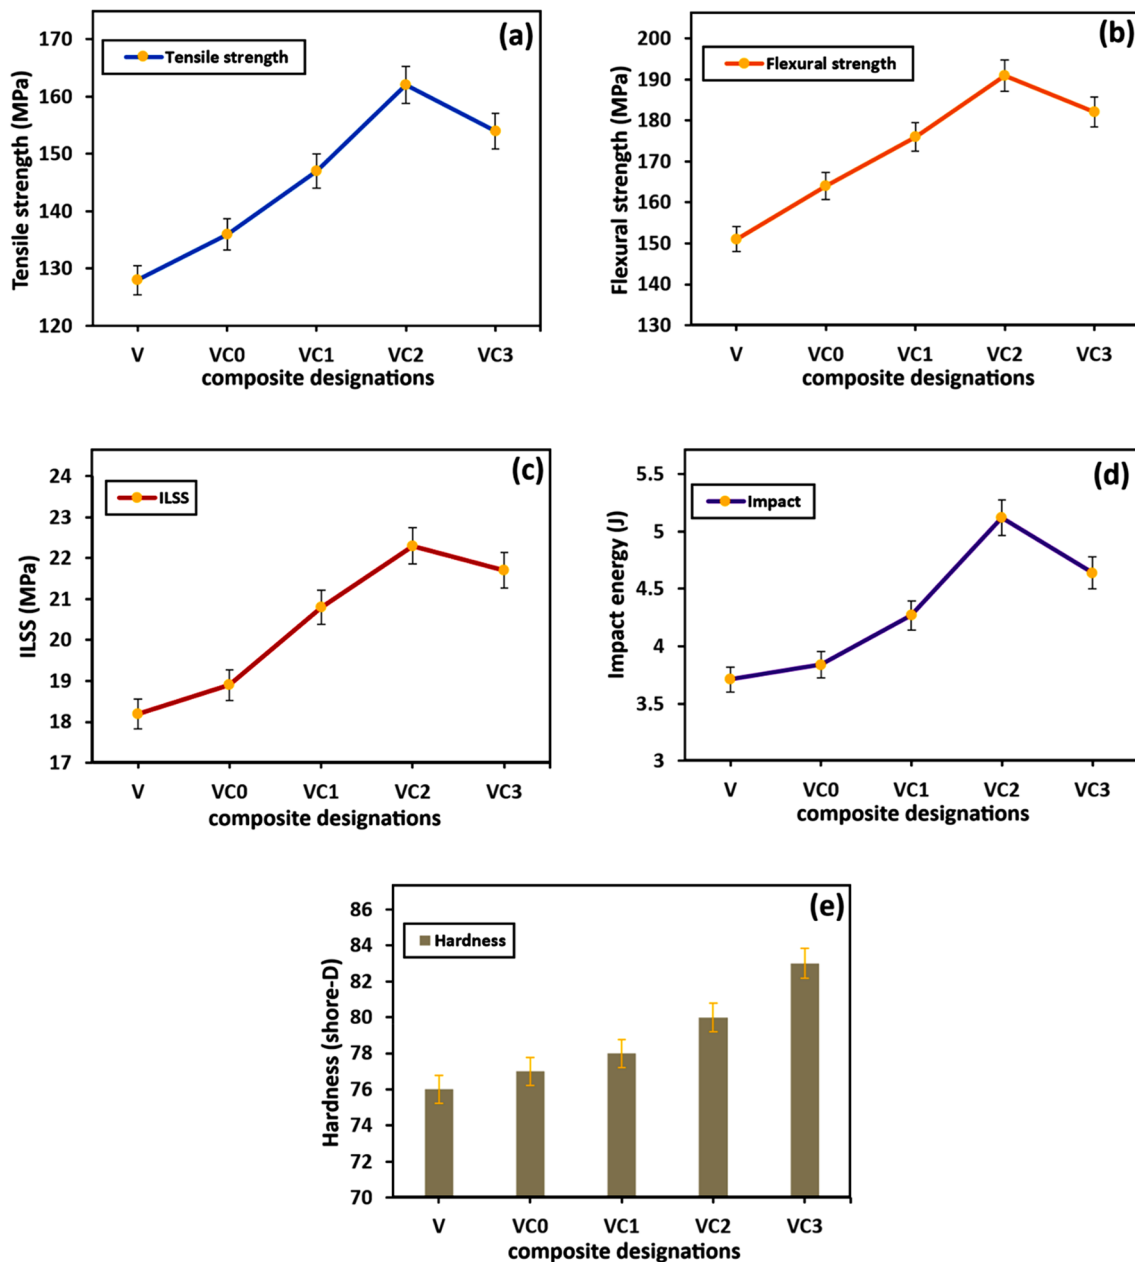 (a)
Tensile strength
Tensile strength (MPa)
170
160
150
140
130
120
V VC0 VC1 VC2 VC3
composite designations
(b)
Flexural strength
Flexural strength (MPa)
200
190
180
170
160
150
140
130
V VC0 VC1 VC2 VC3
composite designations
(c)
ILSS
ILSS (MPa)
24
23
22
21
20
19
18
17
V VC0 VC1 VC2 VC3
composite designations
(d)
Impact
Impact energy (J)
5.5
5
4.5
4
3.5
3
V VC0 VC1 VC2 VC3
composite designations
(e)
Hardness
Hardness (shore-D)
86
84
82
80
78
76
74
72
70
V VC0 VC1 VC2 VC3
composite designations